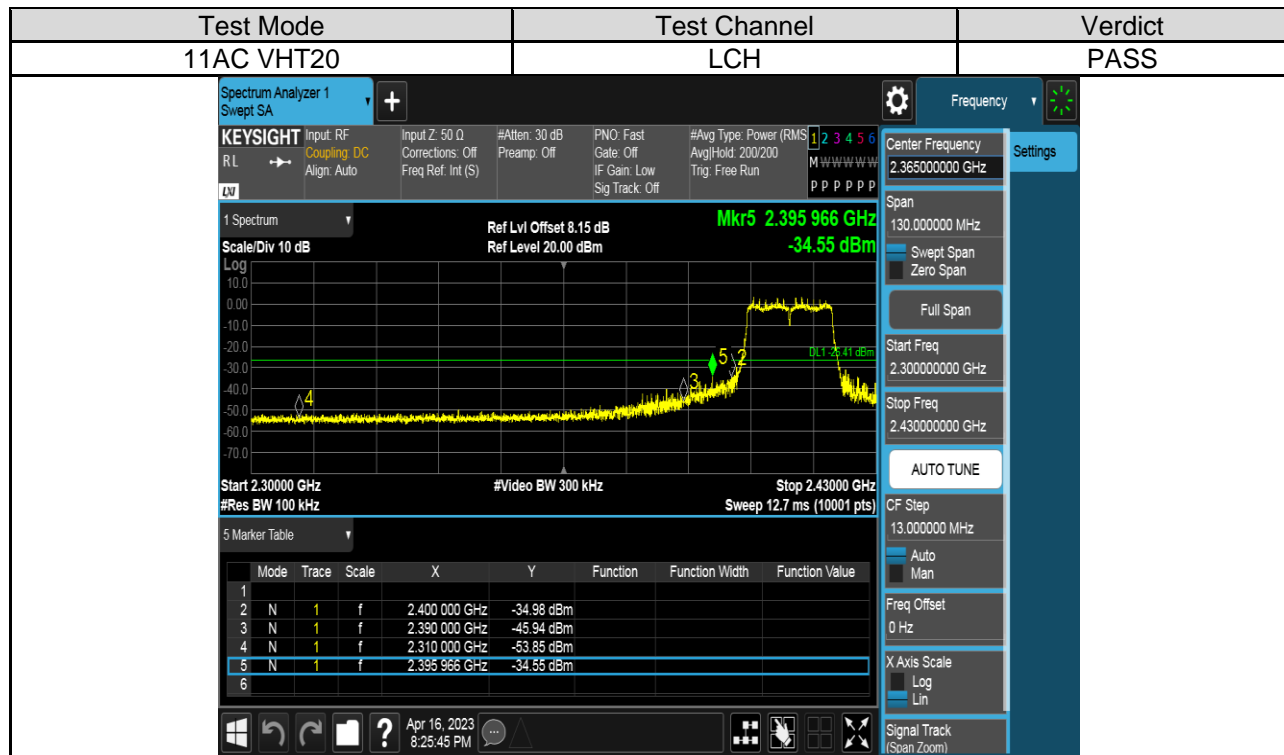 Test Mode Test Channel Verdict
11AC VHT20 LCH PASS
Spectrum Analyzer 1
Swept SA
Frequency
Settings
KEYSIGHT Input: RF Input Z: 50 Ω #Atten: 30 dB PNO: Fast #Avg Type: Power (RMS 1 2 3 4 5 6
RL Coupling: DC Corrections: Off Preamp: Off Gate: Off Avg|Hold: 200/200 M W W W W W
Align: Auto Freq Ref: Int (S) IF Gain: Low Trig: Free Run
LXI Sig Track: Off P P P P P P
1 Spectrum
Ref Lvl Offset 8.15 dB Mkr5 2.395 966 GHz
Scale/Div 10 dB Ref Level 20.00 dBm -34.55 dBm
Log
10.0
0.00
-10.0
-20.0
-30.0
-40.0
-50.0
-60.0
-70.0
DL1 -25.41 dBm
5 2
3
4
Start 2.30000 GHz #Video BW 300 kHz Stop 2.43000 GHz
#Res BW 100 kHz Sweep 12.7 ms (10001 pts)
5 Marker Table
Mode Trace Scale X Y Function Function Width Function Value
1
2 N 1 f 2.400 000 GHz -34.98 dBm
3 N 1 f 2.390 000 GHz -45.94 dBm
4 N 1 f 2.310 000 GHz -53.85 dBm
5 N 1 f 2.395 966 GHz -34.55 dBm
6
? Apr 16, 2023
8:25:45 PM
Center Frequency
2.365000000 GHz
Span
130.000000 MHz
Swept Span
Zero Span
Full Span
Start Freq
2.300000000 GHz
Stop Freq
2.430000000 GHz
AUTO TUNE
CF Step
13.000000 MHz
Auto
Man
Freq Offset
0 Hz
X Axis Scale
Log
Lin
Signal Track
(Span Zoom)